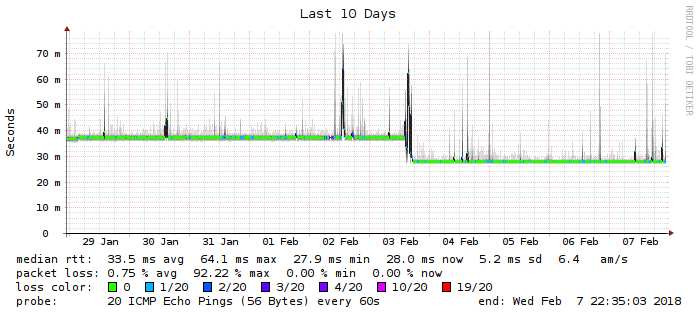 Last 10 Days
RRDTOOL / TOBI OETIKER
Seconds
70 m
60 m
50 m
40 m
30 m
20 m
10 m
0
29 Jan 30 Jan 31 Jan 01 Feb 02 Feb 03 Feb 04 Feb 05 Feb 06 Feb 07 Feb
median rtt: 33.5 ms avg 64.1 ms max 27.9 ms min 28.0 ms now 5.2 ms sd 6.4 am/s
packet loss: 0.75 % avg 92.22 % max 0.00 % min 0.00 % now
loss color: 0 1/20 2/20 3/20 4/20 10/20 19/20
probe: 20 ICMP Echo Pings (56 Bytes) every 60s end: Wed Feb 7 22:35:03 2018